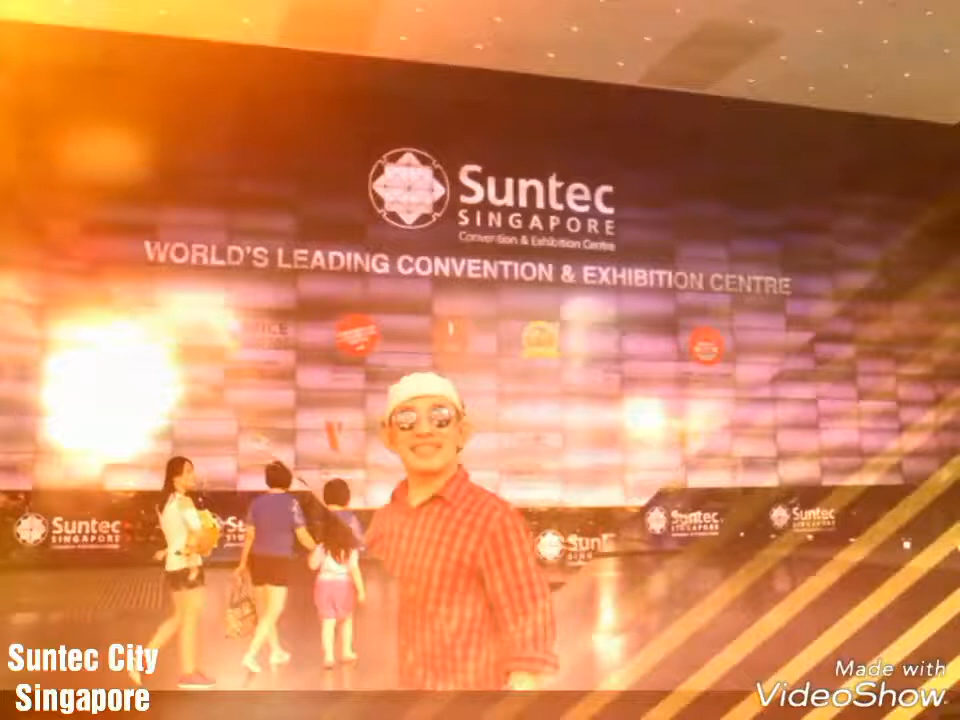 Suntec
SINGAPORE
Convention & Exhibition Centre
WORLD'S LEADING CONVENTION & EXHIBITION CENTRE
Suntec
SINGAPORE
Suntec
SINGAPORE
Suntec
SINGAPORE
Suntec City
Singapore
Made with
VideoShow